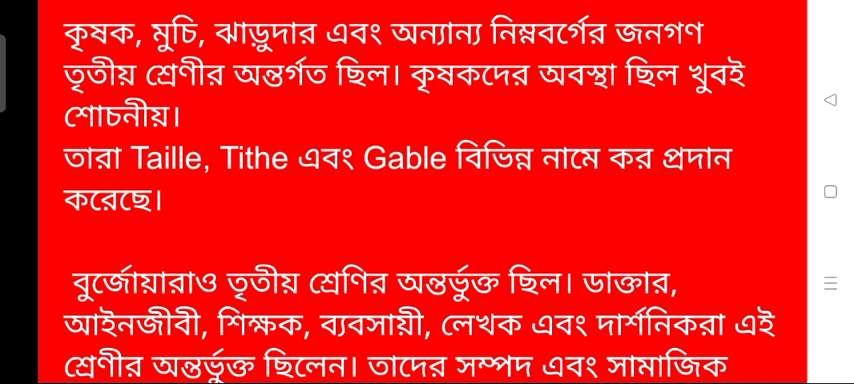 কৃষক, মুচি, ঝাড়ুদার এবং অন্যান্য নিম্নবর্গের জনগণ
তৃতীয় শ্রেণীর অন্তর্গত ছিল। কৃষকদের অবস্থা ছিল খুবই
শোচনীয়।
তারা Taille, Tithe এবং Gable বিভিন্ন নামে কর প্রদান
করেছে।
বুর্জোয়ারাও তৃতীয় শ্রেণির অন্তর্ভুক্ত ছিল। ডাক্তার,
আইনজীবী, শিক্ষক, ব্যবসায়ী, লেখক এবং দার্শনিকরা এই
শ্রেণীর অন্তর্ভুক্ত ছিলেন। তাদের সম্পদ এবং সামাজিক